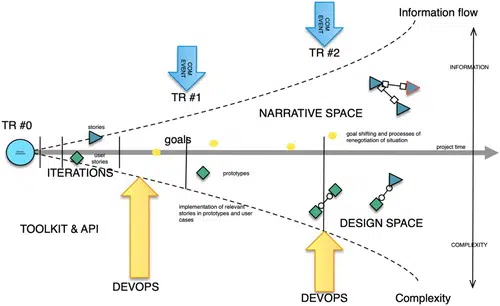 Information flow
TR #2
COM
EVENT
COM
EVENT
TR #1
INFORMATION
NARRATIVE SPACE
TR #0
stories
goals
goal shifting and processes of
renegotiation of situation
project time
user
stories
ITERATIONS
prototypes
implementation of relevant
stories in prototypes and user
cases
TOOLKIT & API
DESIGN SPACE
COMPLEXITY
DEVOPS
DEVOPS
Complexity